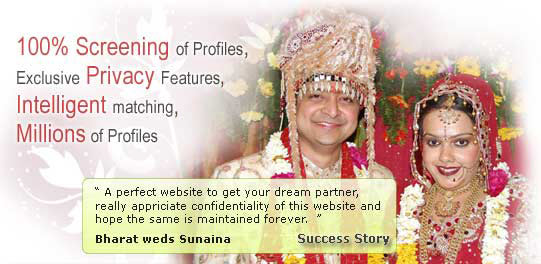 100% Screening of Profiles,
Exclusive Privacy Features,
Intelligent matching,
Millions of Profiles
“ A perfect website to get your dream partner,
really appriciate confidentiality of this website and
hope the same is maintained forever. ”
Bharat weds Sunaina Success Story